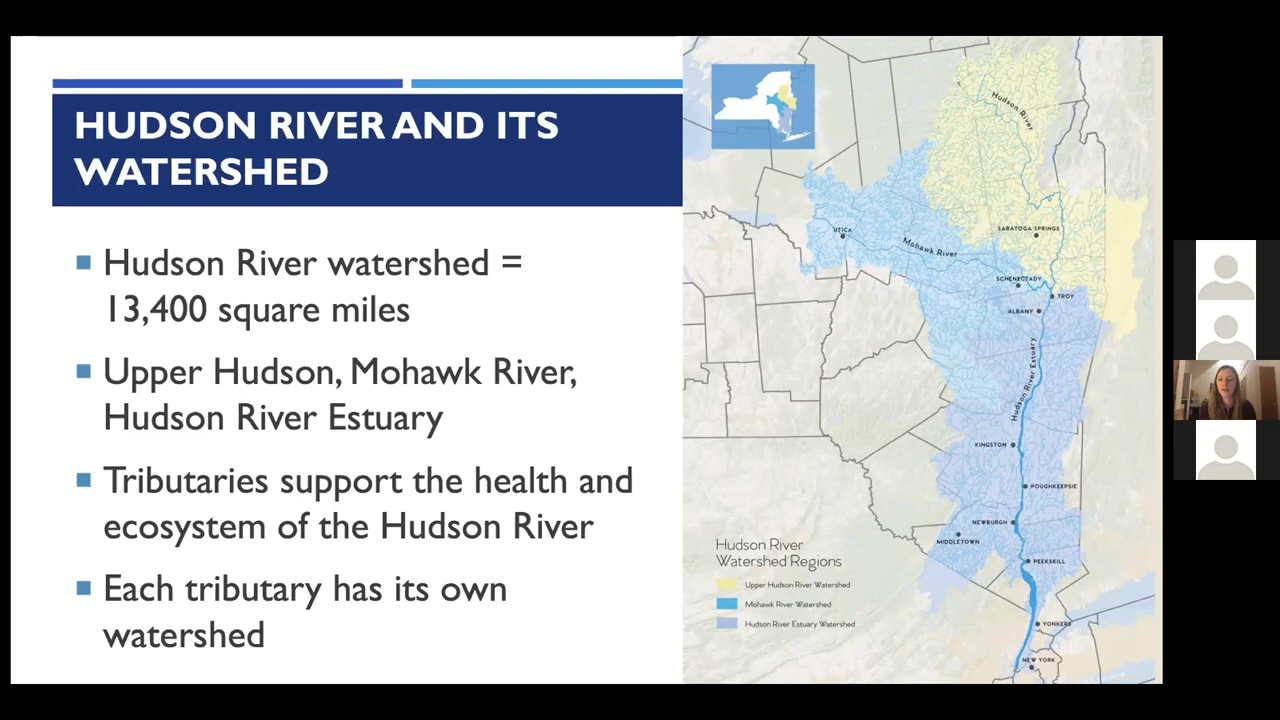 HUDSON RIVER AND ITS
WATERSHED
Hudson River watershed =
13,400 square miles
Upper Hudson, Mohawk River,
Hudson River Estuary
Tributaries support the health and
ecosystem of the Hudson River
Each tributary has its own
watershed
Hudson River
SARATOGA SPRINGS
UTICA
Mohawk River
SCHENECTADY
TROY
ALBANY
Hudson River Estuary
KINGSTON
POUGHKEEPSIE
NEWBURGH
MIDDLETOWN
PEEKSKILL
YONKERS
NEW YORK
Hudson River
Watershed Regions
Upper Hudson River Watershed
Mohawk River Watershed
Hudson River Estuary Watershed